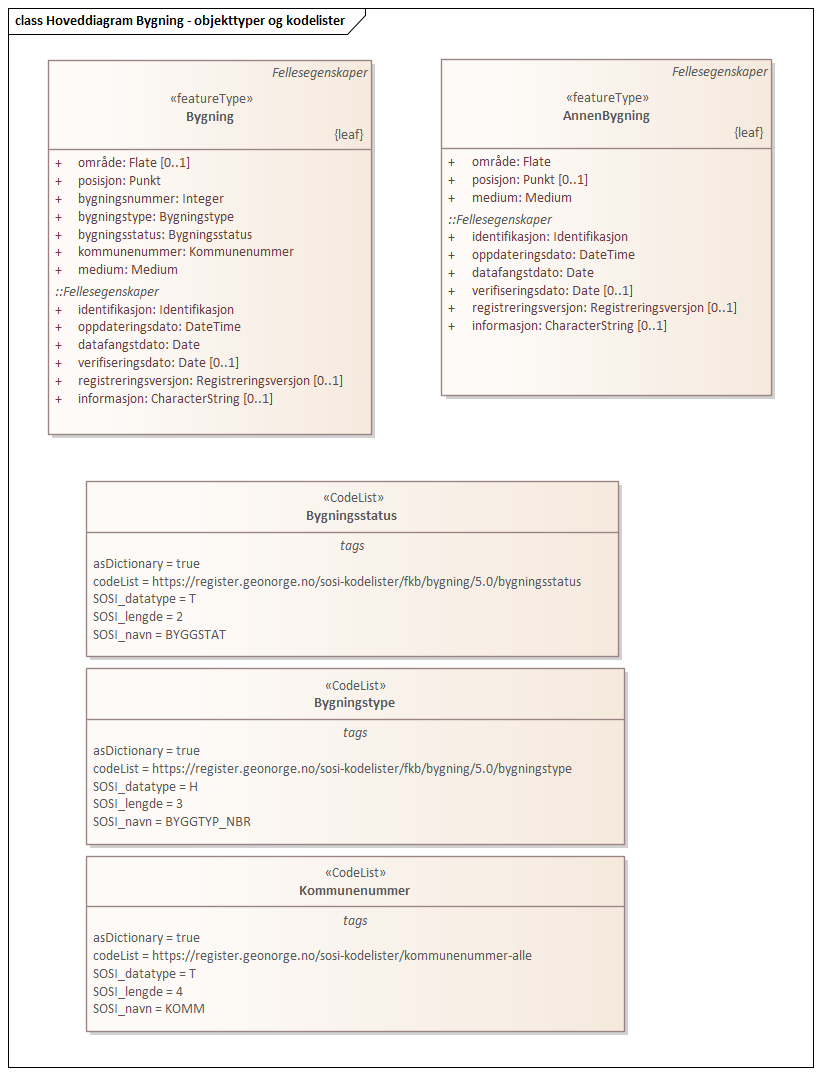 class Hoveddiagram Bygning - objekttyper og kodelister
Fellesegenskaper
«featureType»
Bygning
{leaf}
+ område: Flate [0..1]
+ posisjon: Punkt
+ bygningsnummer: Integer
+ bygningstype: Bygningstype
+ bygningsstatus: Bygningsstatus
+ kommunenummer: Kommunenummer
+ medium: Medium
::Fellesegenskaper
+ identifikasjon: Identifikasjon
+ oppdateringsdato: DateTime
+ datafangstdato: Date
+ verifiseringsdato: Date [0..1]
+ registreringsversjon: Registreringsversjon [0..1]
+ informasjon: CharacterString [0..1]
Fellesegenskaper
«featureType»
AnnenBygning
{leaf}
+ område: Flate
+ posisjon: Punkt [0..1]
+ medium: Medium
::Fellesegenskaper
+ identifikasjon: Identifikasjon
+ oppdateringsdato: DateTime
+ datafangstdato: Date
+ verifiseringsdato: Date [0..1]
+ registreringsversjon: Registreringsversjon [0..1]
+ informasjon: CharacterString [0..1]
«CodeList»
Bygningsstatus
tags
asDictionary = true
codeList = https://register.geonorge.no/sosi-kodelister/fkb/bygning/5.0/bygningsstatus
SOSI_datatype = T
SOSI_lengde = 2
SOSI_navn = BYGGSTAT
«CodeList»
Bygningstype
tags
asDictionary = true
codeList = https://register.geonorge.no/sosi-kodelister/fkb/bygning/5.0/bygningstype
SOSI_datatype = H
SOSI_lengde = 3
SOSI_navn = BYGGTYP_NBR
«CodeList»
Kommunenummer
tags
asDictionary = true
codeList = https://register.geonorge.no/sosi-kodelister/kommunenummer-alle
SOSI_datatype = T
SOSI_lengde = 4
SOSI_navn = KOMM